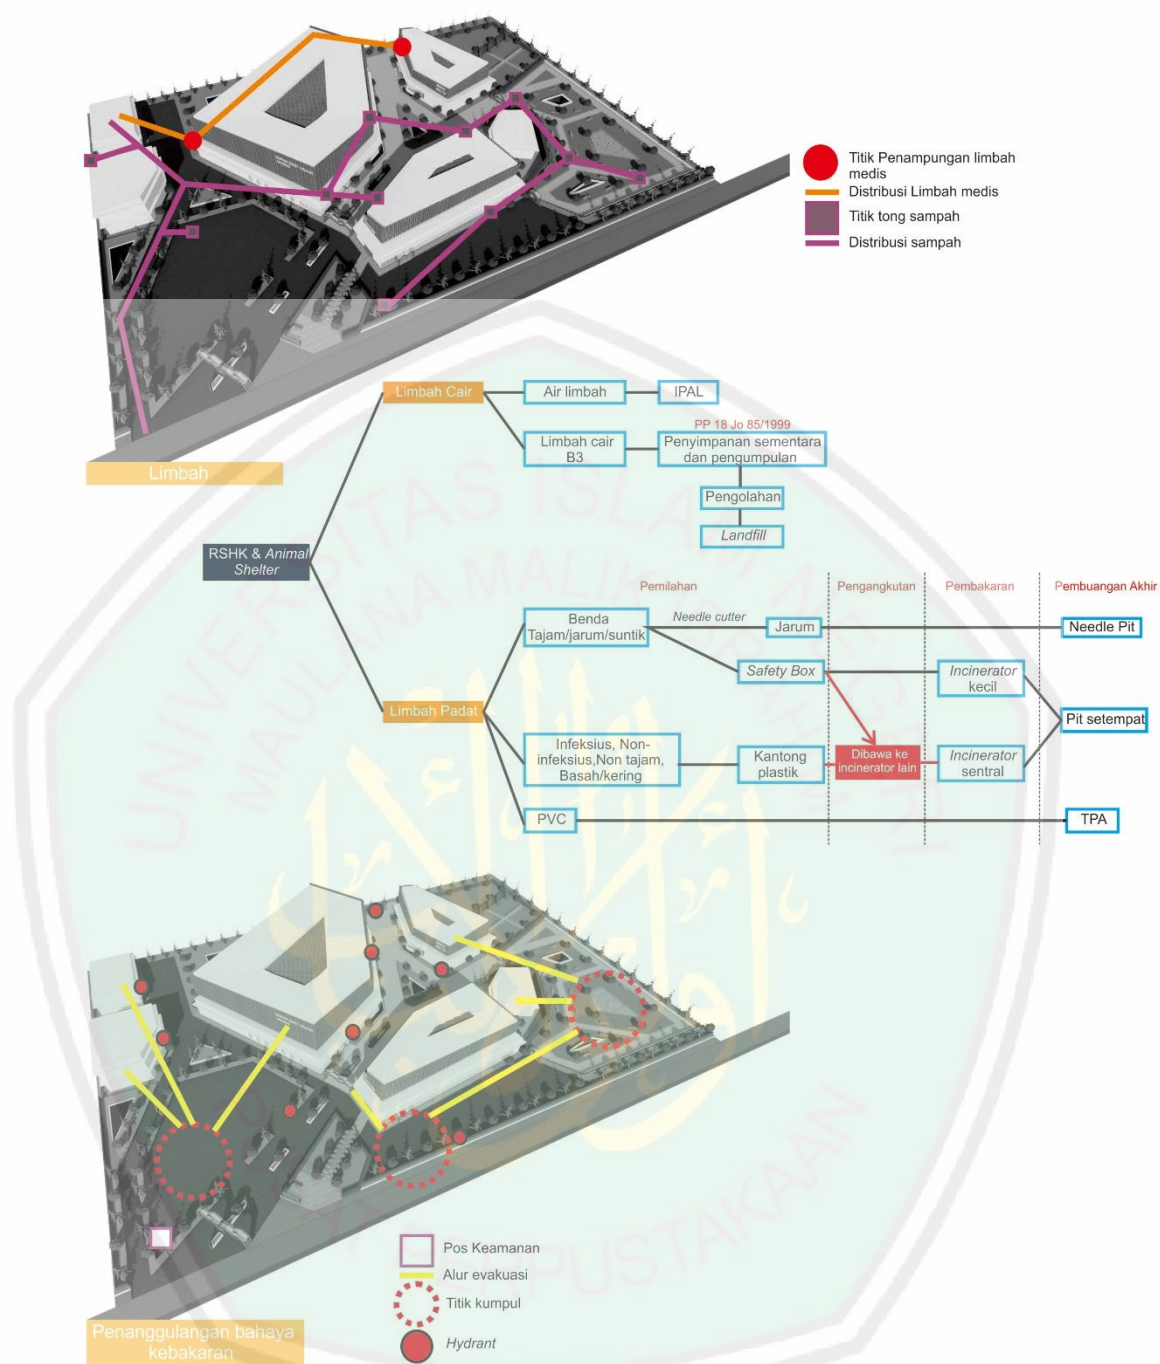 Titik Penampungan limbah
medis
Distribusi Limbah medis
Titik tong sampah
Distribusi sampah
Limbah
RSHK & Animal
Shelter
Limbah Cair
Air limbah
IPAL
Limbah cair
B3
PP 18 Jo 85/1999
Penyimpanan sementara
dan pengumpulan
Pengolahan
Landfill
Limbah Padat
Pemilahan
Pengangkutan
Pembakaran
Pembuangan Akhir
Benda
Tajam/jarum/suntik
Needle cutter
Jarum
Needle Pit
Safety Box
Incinerator
kecil
Pit setempat
Infeksius, Non-
infeksius,Non tajam,
Basah/kering
Kantong
plastik
Dibawa ke
incinerator lain
Incinerator
sentral
PVC
TPA
Pos Keamanan
Alur evakuasi
Titik kumpul
Hydrant
Penanggulangan bahaya
kebakaran